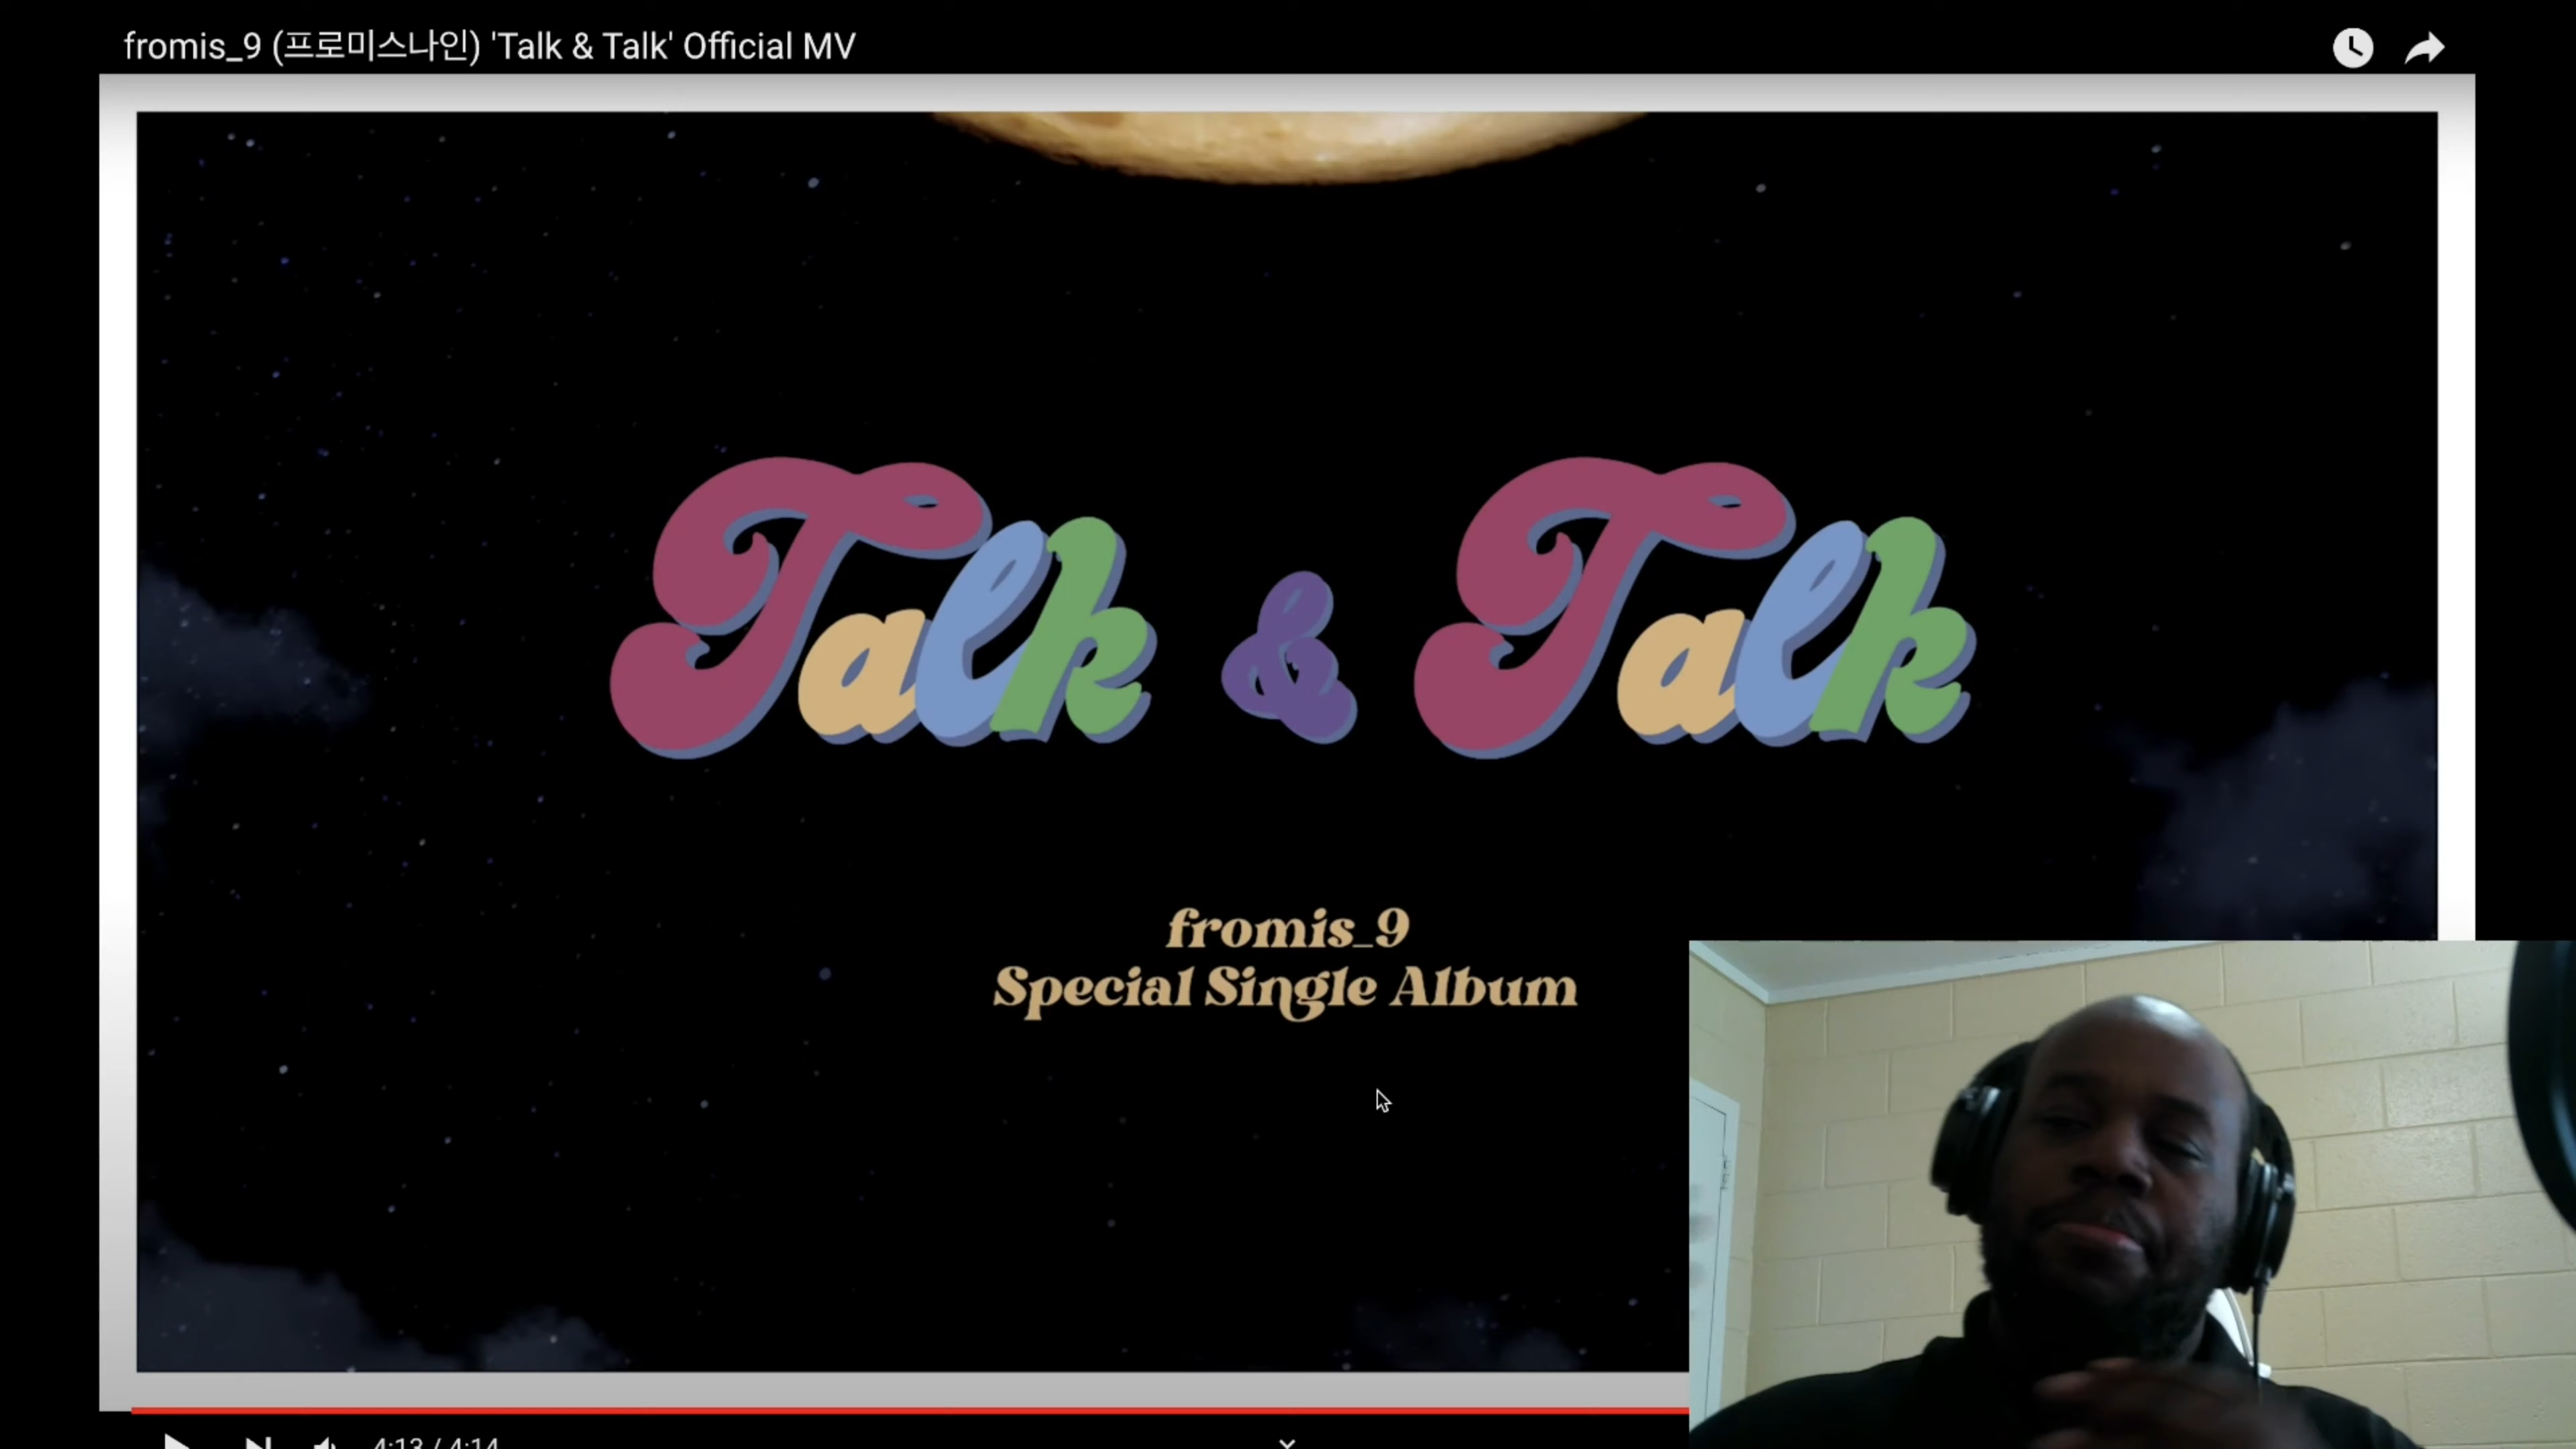 fromis_9 (프로미스나인) 'Talk & Talk' Official MV
Talk & Talk
fromis_9
Special Single Album
4:13 / 4:14